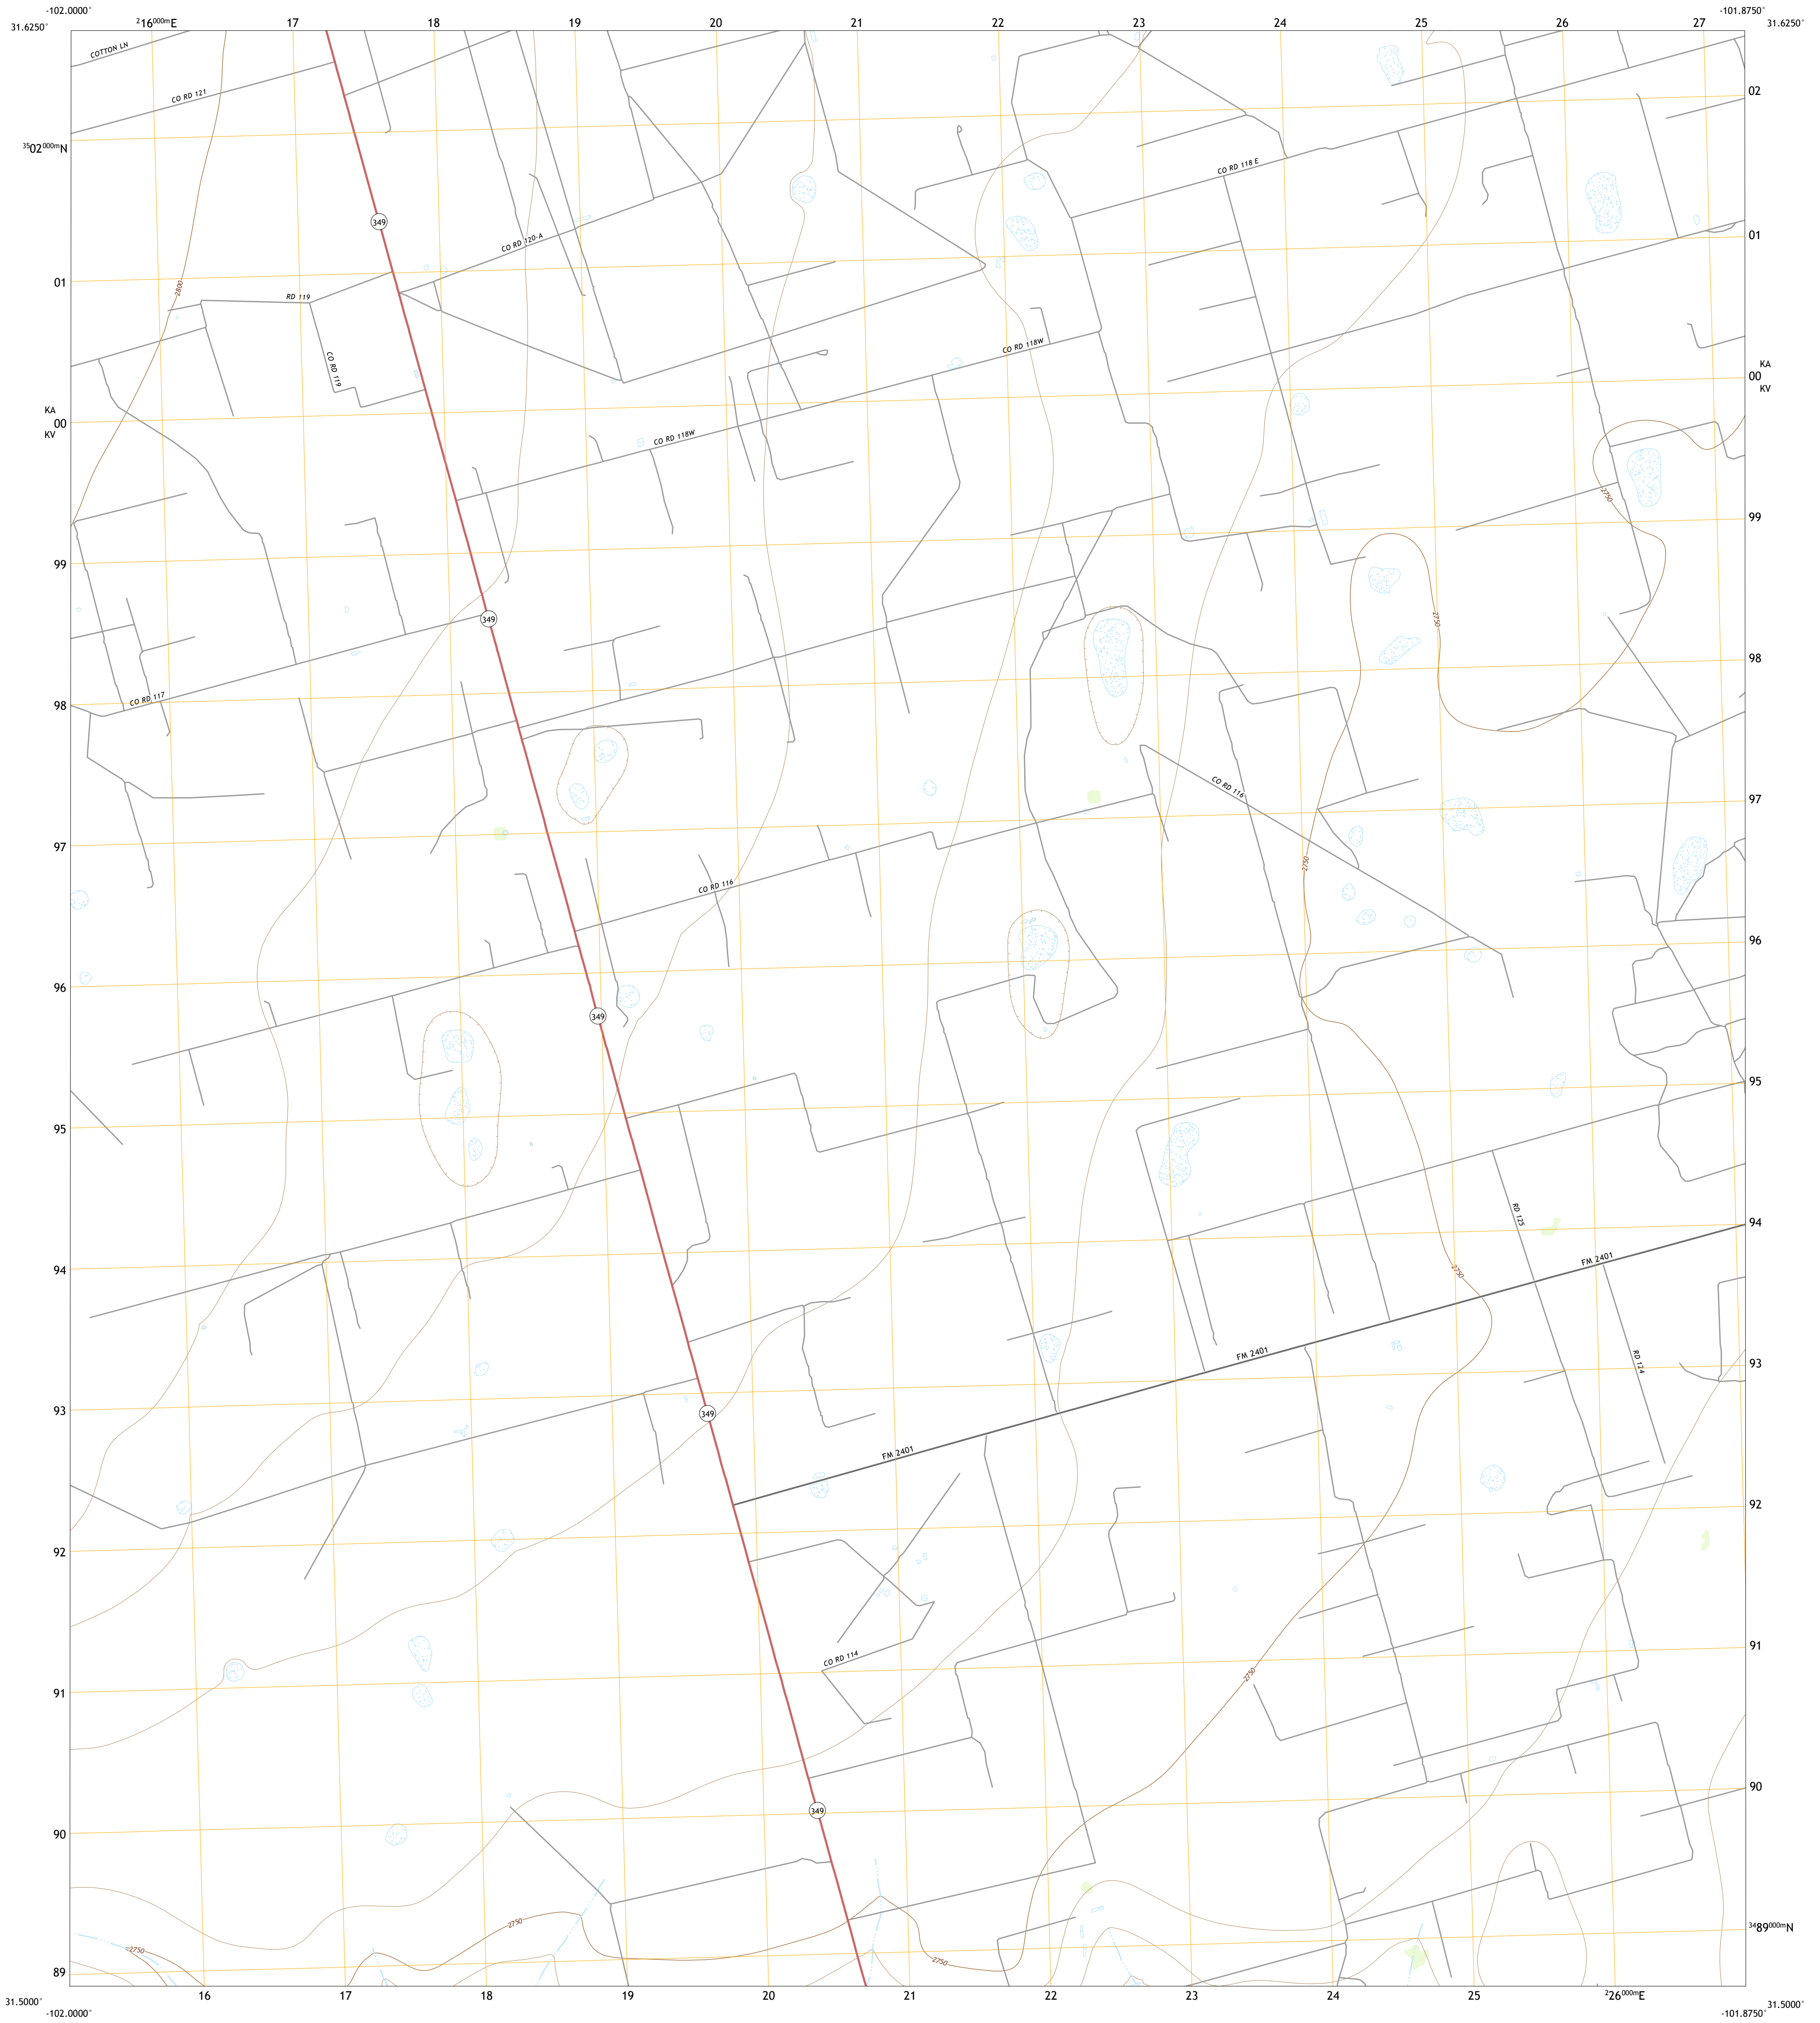 -102.0000°
-101.8750°
31.6250°
²16⁰⁰⁰ᵐE 17 18 19 20 21 22 23 24 25 26 27
31.6250°
COTTON LN
CO RD 121
02
³⁵02⁰⁰⁰ᵐN
CO RD 118 E
349
01
CO RD 120-A
01
2800
RD 119
CO RD 118W
CO RD 119
KA
00
KV
KA
00
KV
CO RD 118W
2750
99
99
349
2750
98
CO RD 117
98
CO RD 116
97
97
2750
CO RD 116
96
96
349
95
95
RD 125
94
FM 2401
94
2750
FM 2401
RD 124
93
93
349
FM 2401
92
92
91
CO RD 114
2750
91
90
349
90
2750
³⁴89⁰⁰⁰ᵐN
2750
2750
89
16 17 18 19 20 21 22 23 24 25 ²26⁰⁰⁰ᵐE
31.5000°
31.5000°
-102.0000°
-101.8750°